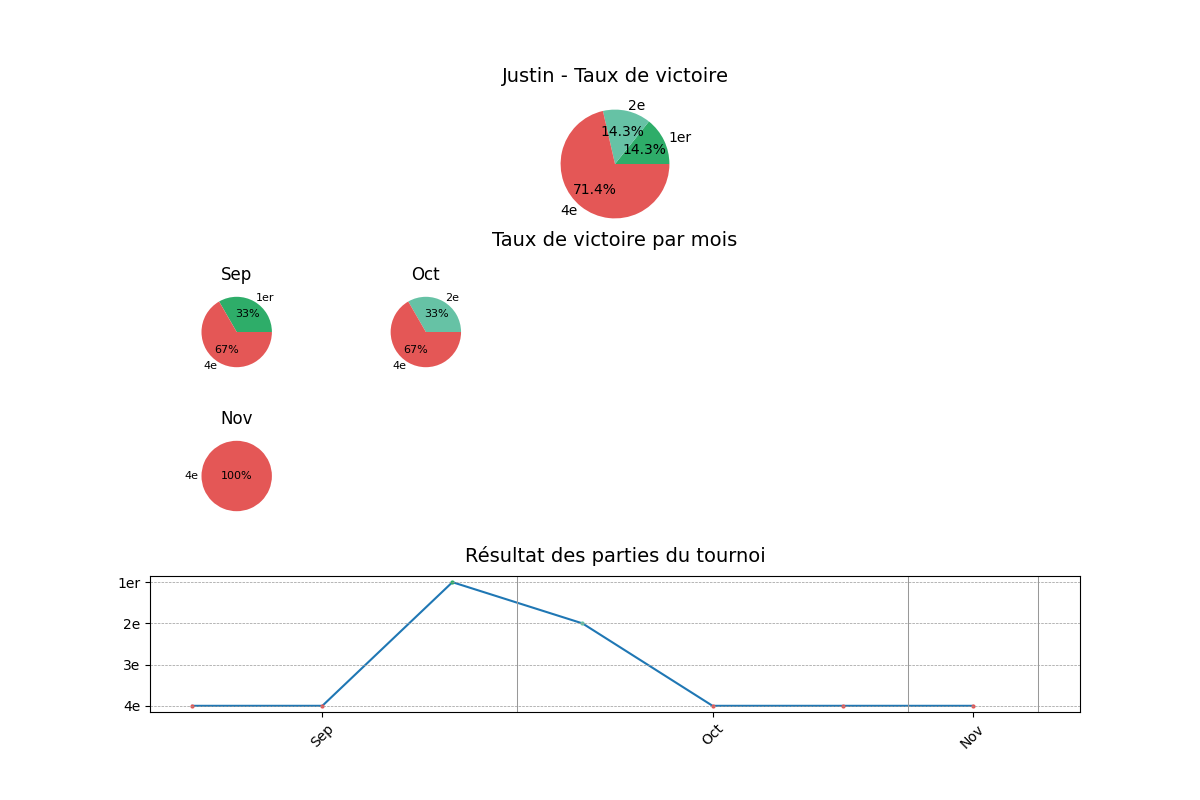 Justin - Taux de victoire
2e
1er
14.3%
14.3%
71.4%
4e
Taux de victoire par mois
Sep
1er
33%
67%
4e
Oct
2e
33%
67%
4e
Nov
4e
100%
Résultat des parties du tournoi
1er
2e
3e
4e
Sep
Oct
Nov